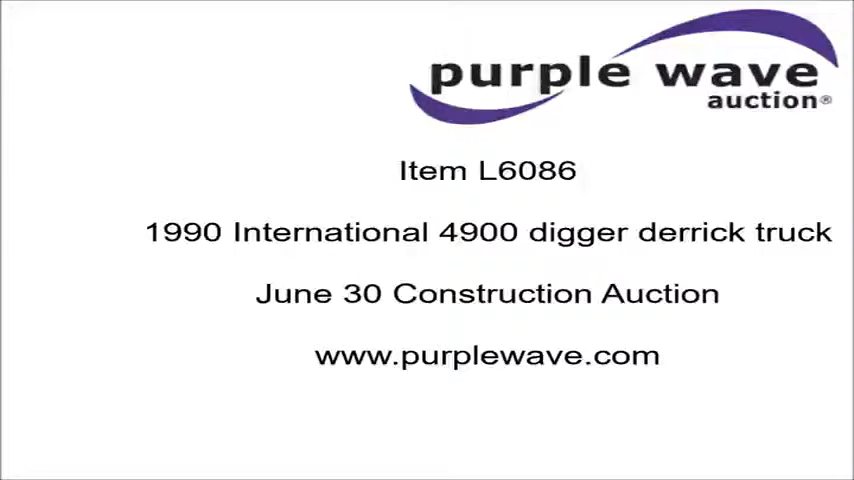 purple wave
auction®
Item L6086
1990 International 4900 digger derrick truck
June 30 Construction Auction
www.purplewave.com